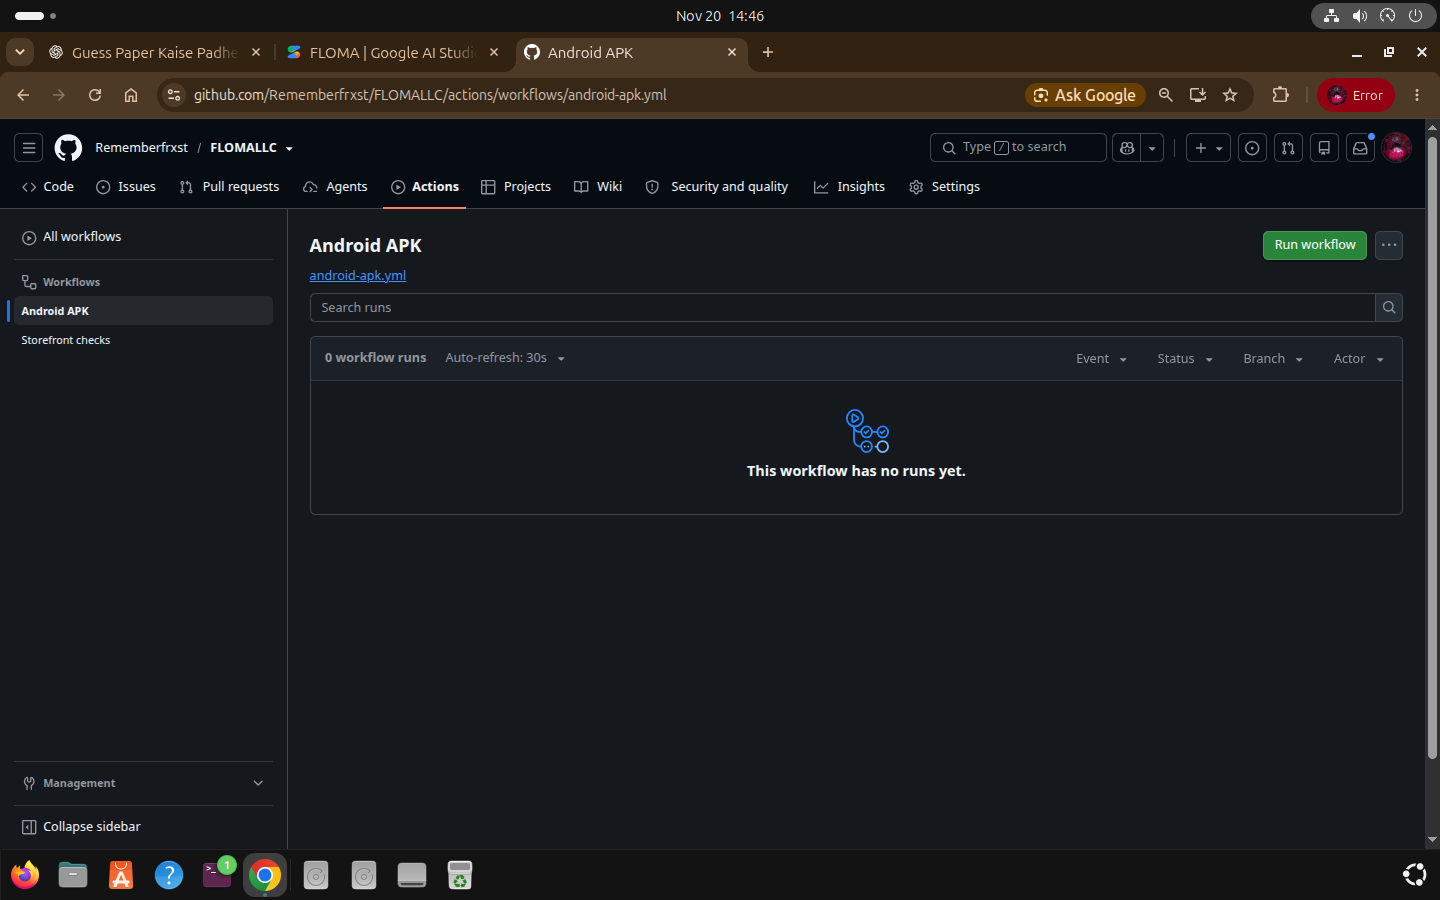 Nov 20 14:46
Guess Paper Kaise Padhe
FLOMA | Google AI Studi
Android APK
github.com/Rememberfrxst/FLOMALLC/actions/workflows/android-apk.yml
Ask Google
Error
Rememberfrxst / FLOMALLC
Type / to search
Code
Issues
Pull requests
Agents
Actions
Projects
Wiki
Security and quality
Insights
Settings
All workflows
Workflows
Android APK
Storefront checks
Android APK
Run workflow
android-apk.yml
Search runs
0 workflow runs
Auto-refresh: 30s
Event
Status
Branch
Actor
This workflow has no runs yet.
Management
Collapse sidebar
1